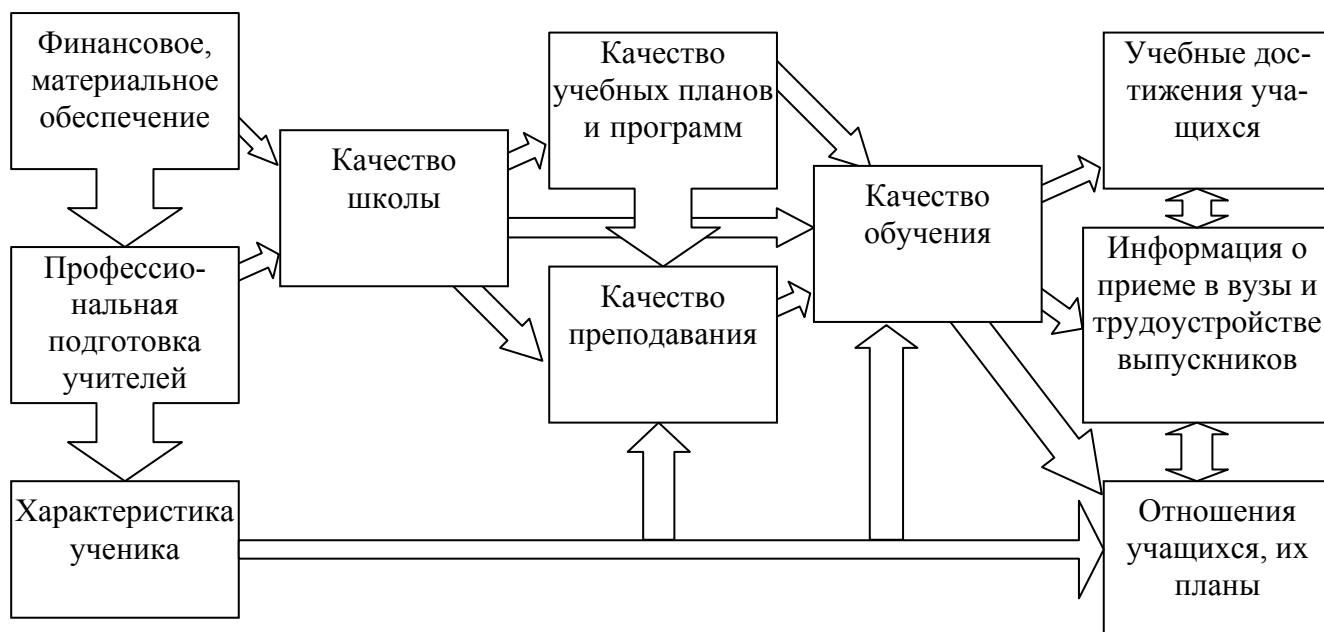 Финансовое,
материальное
обеспечение
Профессио-
нальная
подготовка
учителей
Характеристика
ученика
Качество
школы
Качество
учебных планов
и программ
Качество
преподавания
Качество
обучения
Учебные дос-
тижения уча-
щихся
Информация о
приеме в вузы и
трудоустройстве
выпускников
Отношения
учащихся, их
планы